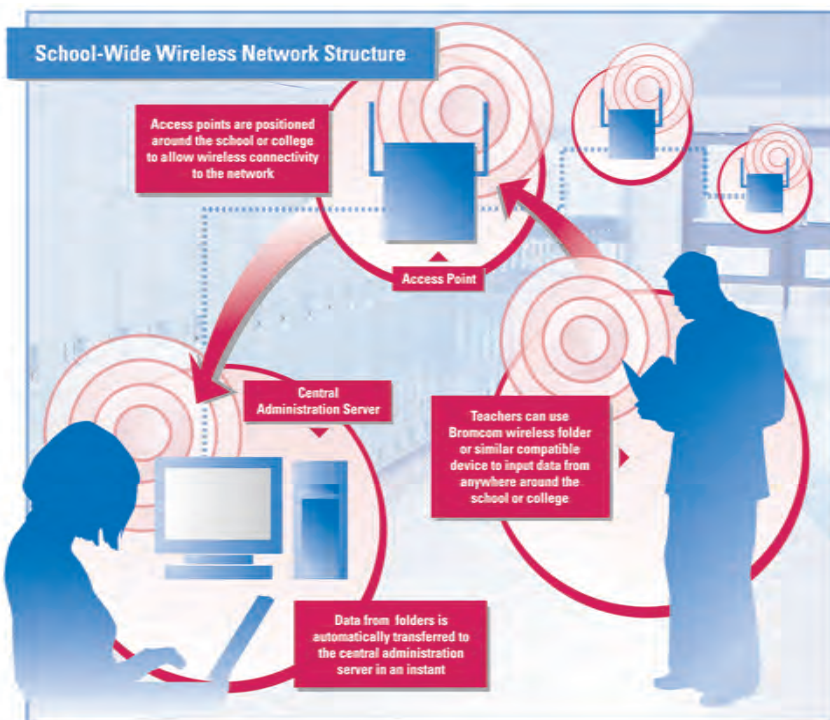 School-Wide Wireless Network Structure
Access points are positioned
around the school or college
to allow wireless connectivity
to the network
Access Point
Central
Administration Server
Teachers can use
Bromcom wireless folder
or similar compatible
device to input data from
anywhere around the
school or college
Data from folders is
automatically transferred to
the central administration
server in an instant